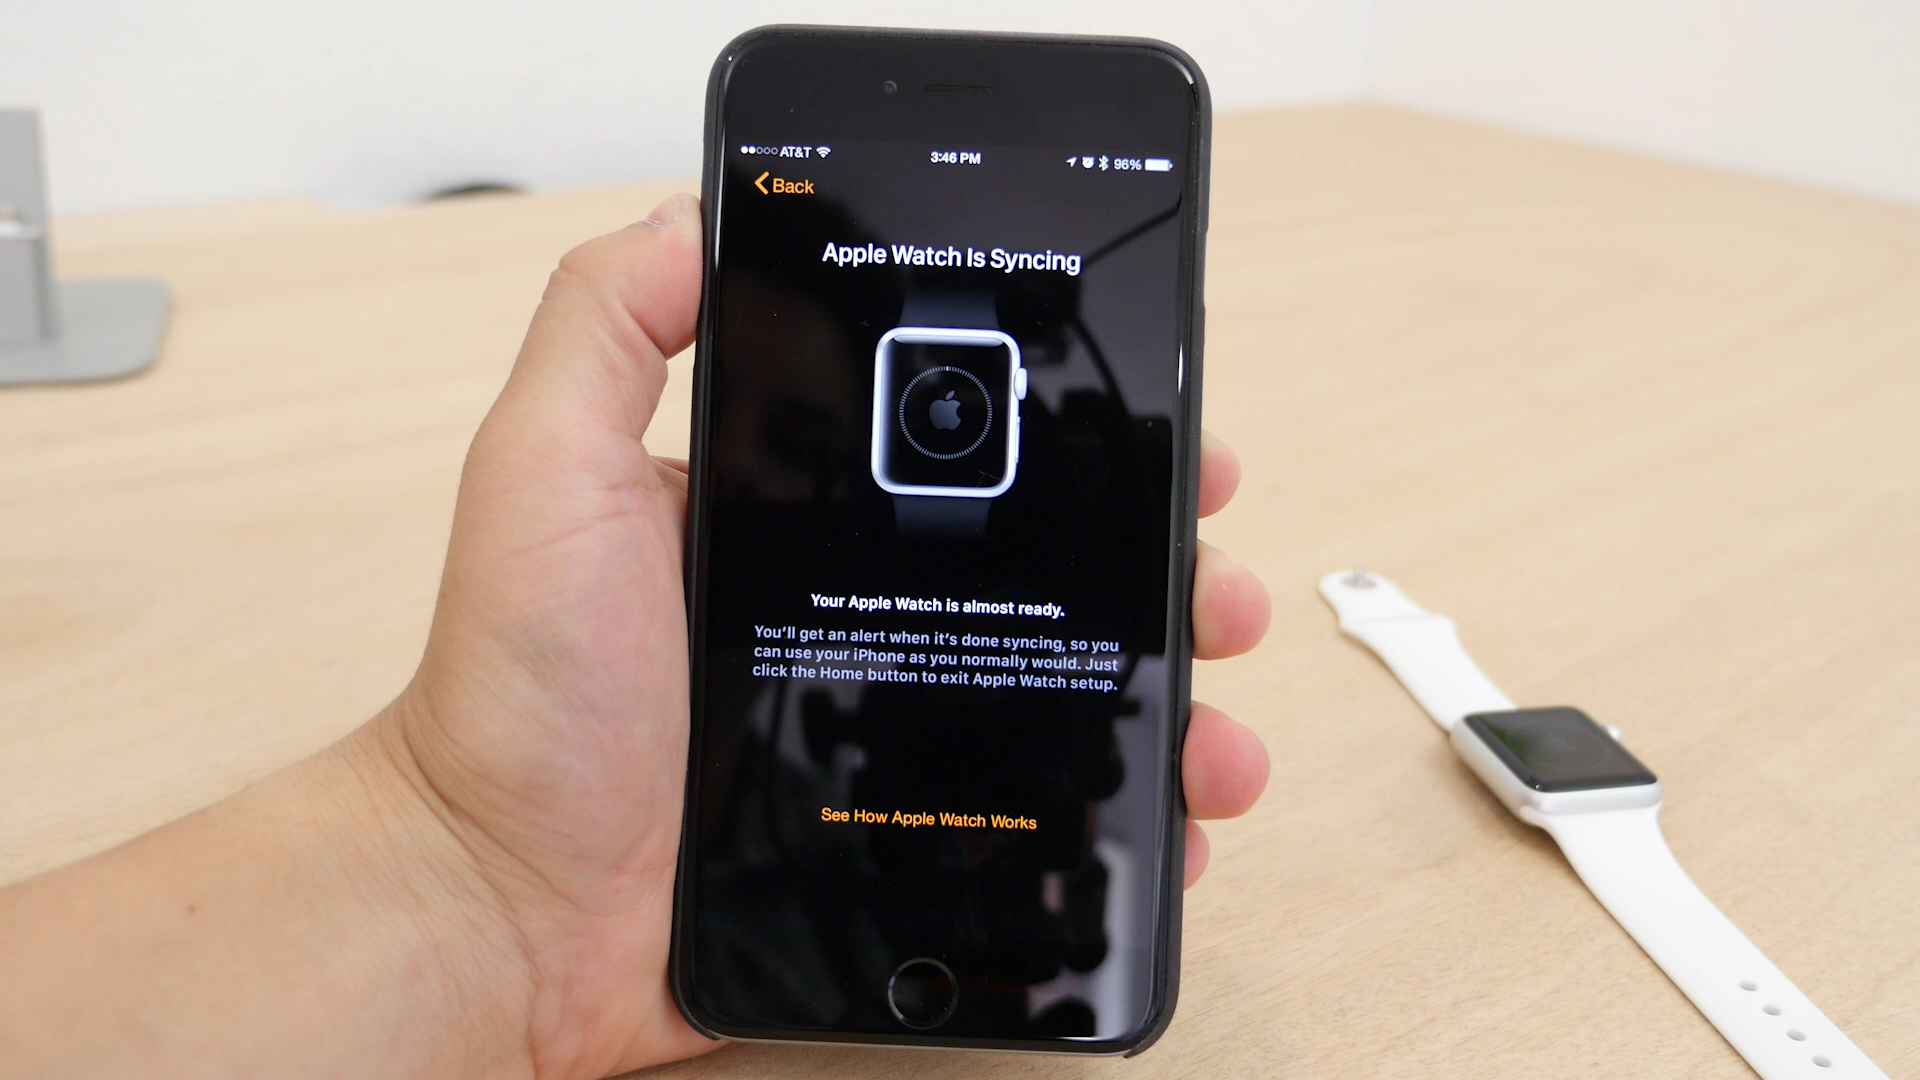 AT&T 3:46 PM 96%
Back
Apple Watch Is Syncing
Your Apple Watch is almost ready.
You'll get an alert when it's done syncing, so you
can use your iPhone as you normally would. Just
click the Home button to exit Apple Watch setup.
See How Apple Watch Works